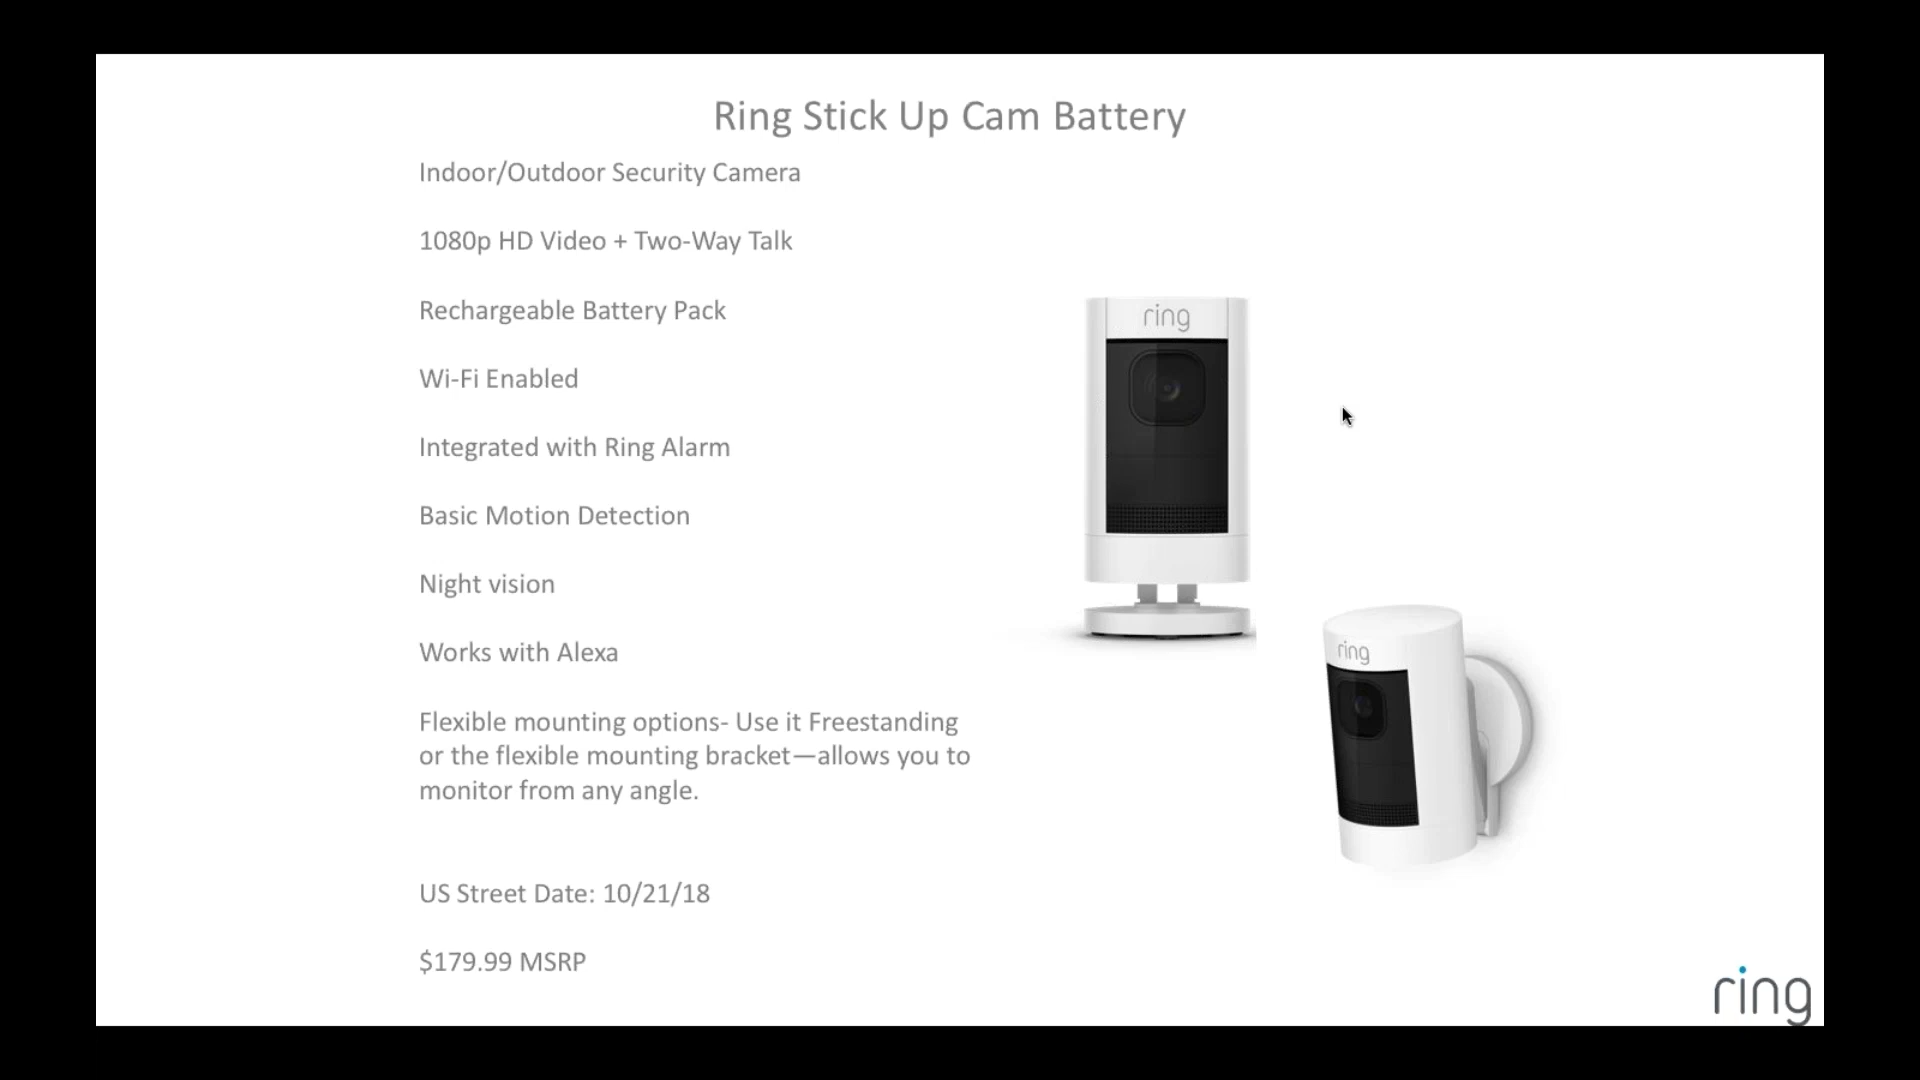 Ring Stick Up Cam Battery
Indoor/Outdoor Security Camera
1080p HD Video + Two-Way Talk
Rechargeable Battery Pack
Wi-Fi Enabled
Integrated with Ring Alarm
Basic Motion Detection
Night vision
Works with Alexa
Flexible mounting options- Use it Freestanding
or the flexible mounting bracket—allows you to
monitor from any angle.
US Street Date: 10/21/18
$179.99 MSRP
ring
ring
ring